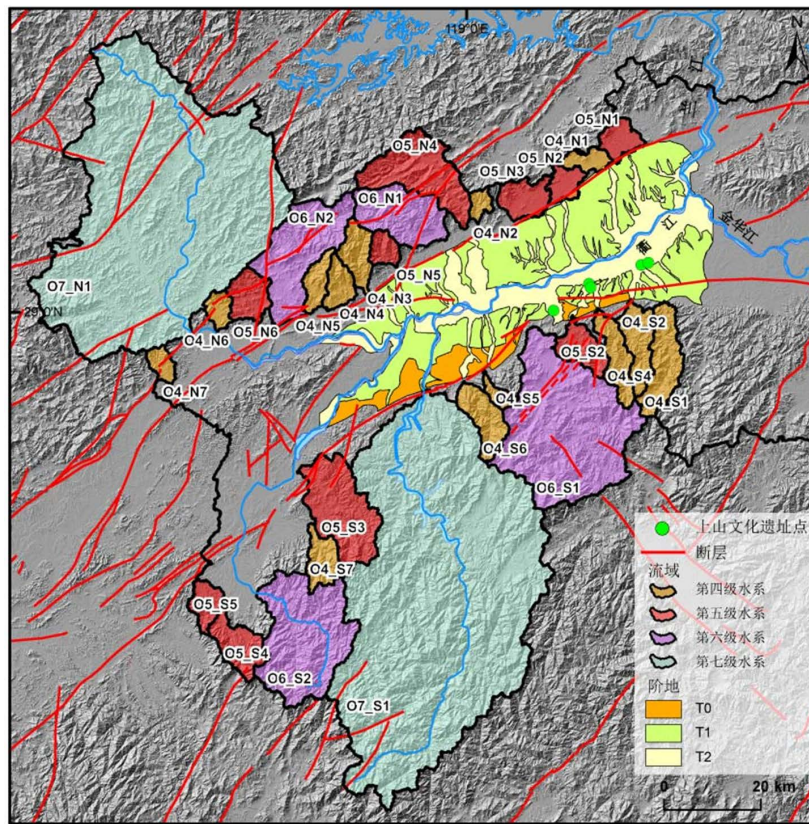 119°0'E
N
O5_N1
O5_N4
O4_N1
O5_N2
O5_N3
O6_N1
O6_N2
O4_N2
金华江
衢 江
O5_N5
O7_N1
O4_N3
29°0'N
O4_N4
O4_N5
O4_N6
O5_N6
O4_S2
O5_S2
O4_N7
O4_S4
O4_S5
O4_S1
O4_S6
O6_S1
O5_S3
O4_S7
O5_S5
O5_S4
O6_S2
O7_S1
上山文化遗址点
断层
流域
第四级水系
第五级水系
第六级水系
第七级水系
阶地
T0
T1
T2
0 20 km